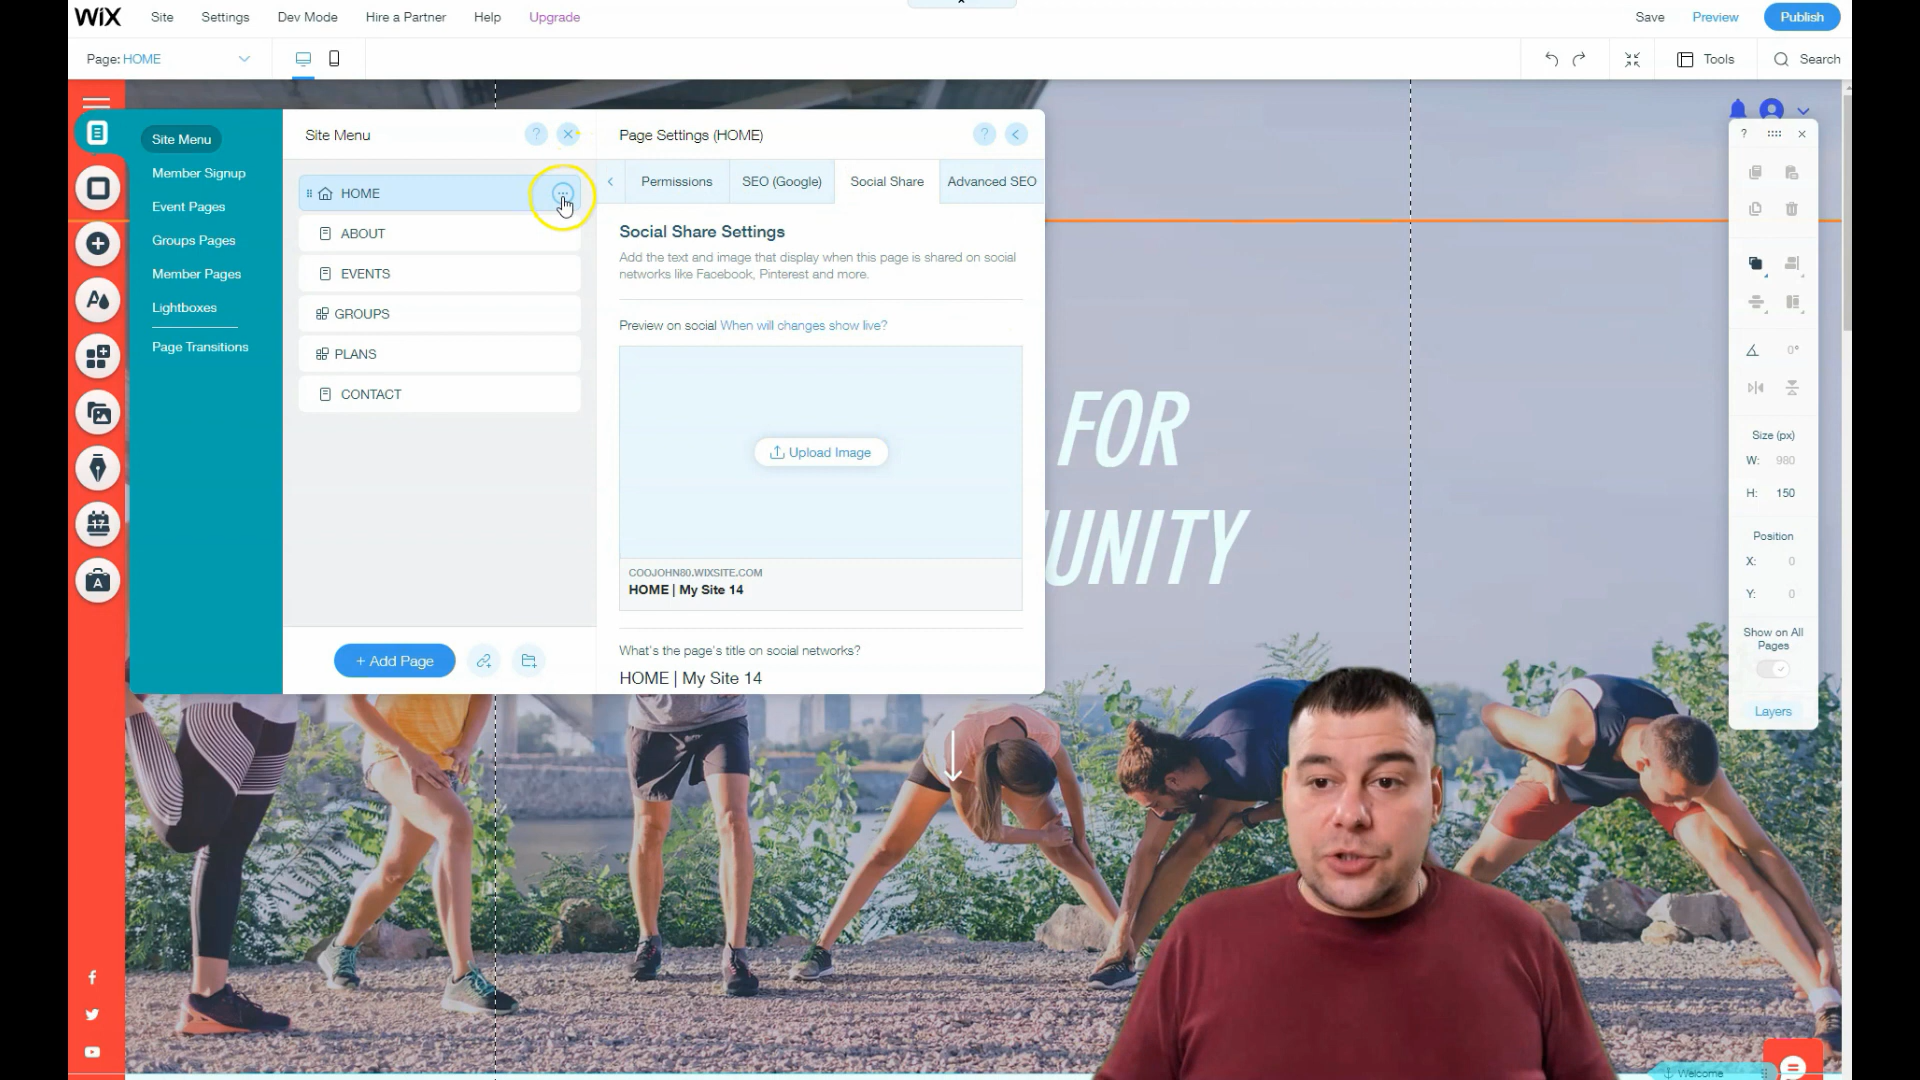 WiX Site Settings Dev Mode Hire a Partner Help Upgrade Save Preview Publish
Page: HOME Tools Search
Site Menu
Member Signup
Event Pages
Groups Pages
Member Pages
Lightboxes
Page Transitions
Site Menu ? ×
HOME
ABOUT
EVENTS
GROUPS
PLANS
CONTACT
+ Add Page
Page Settings (HOME) ?
Permissions SEO (Google) Social Share Advanced SEO
Social Share Settings
Add the text and image that display when this page is shared on social
networks like Facebook, Pinterest and more.
Preview on social When will changes show live?
Upload Image
COOJOHN80.WIXSITE.COM
HOME | My Site 14
What's the page's title on social networks?
HOME | My Site 14
FOR
UNITY
17
A
? ×
0°
Size (px)
W: 980
H: 150
Position
X: 0
Y: 0
Show on All
Pages
Layers
Welcome